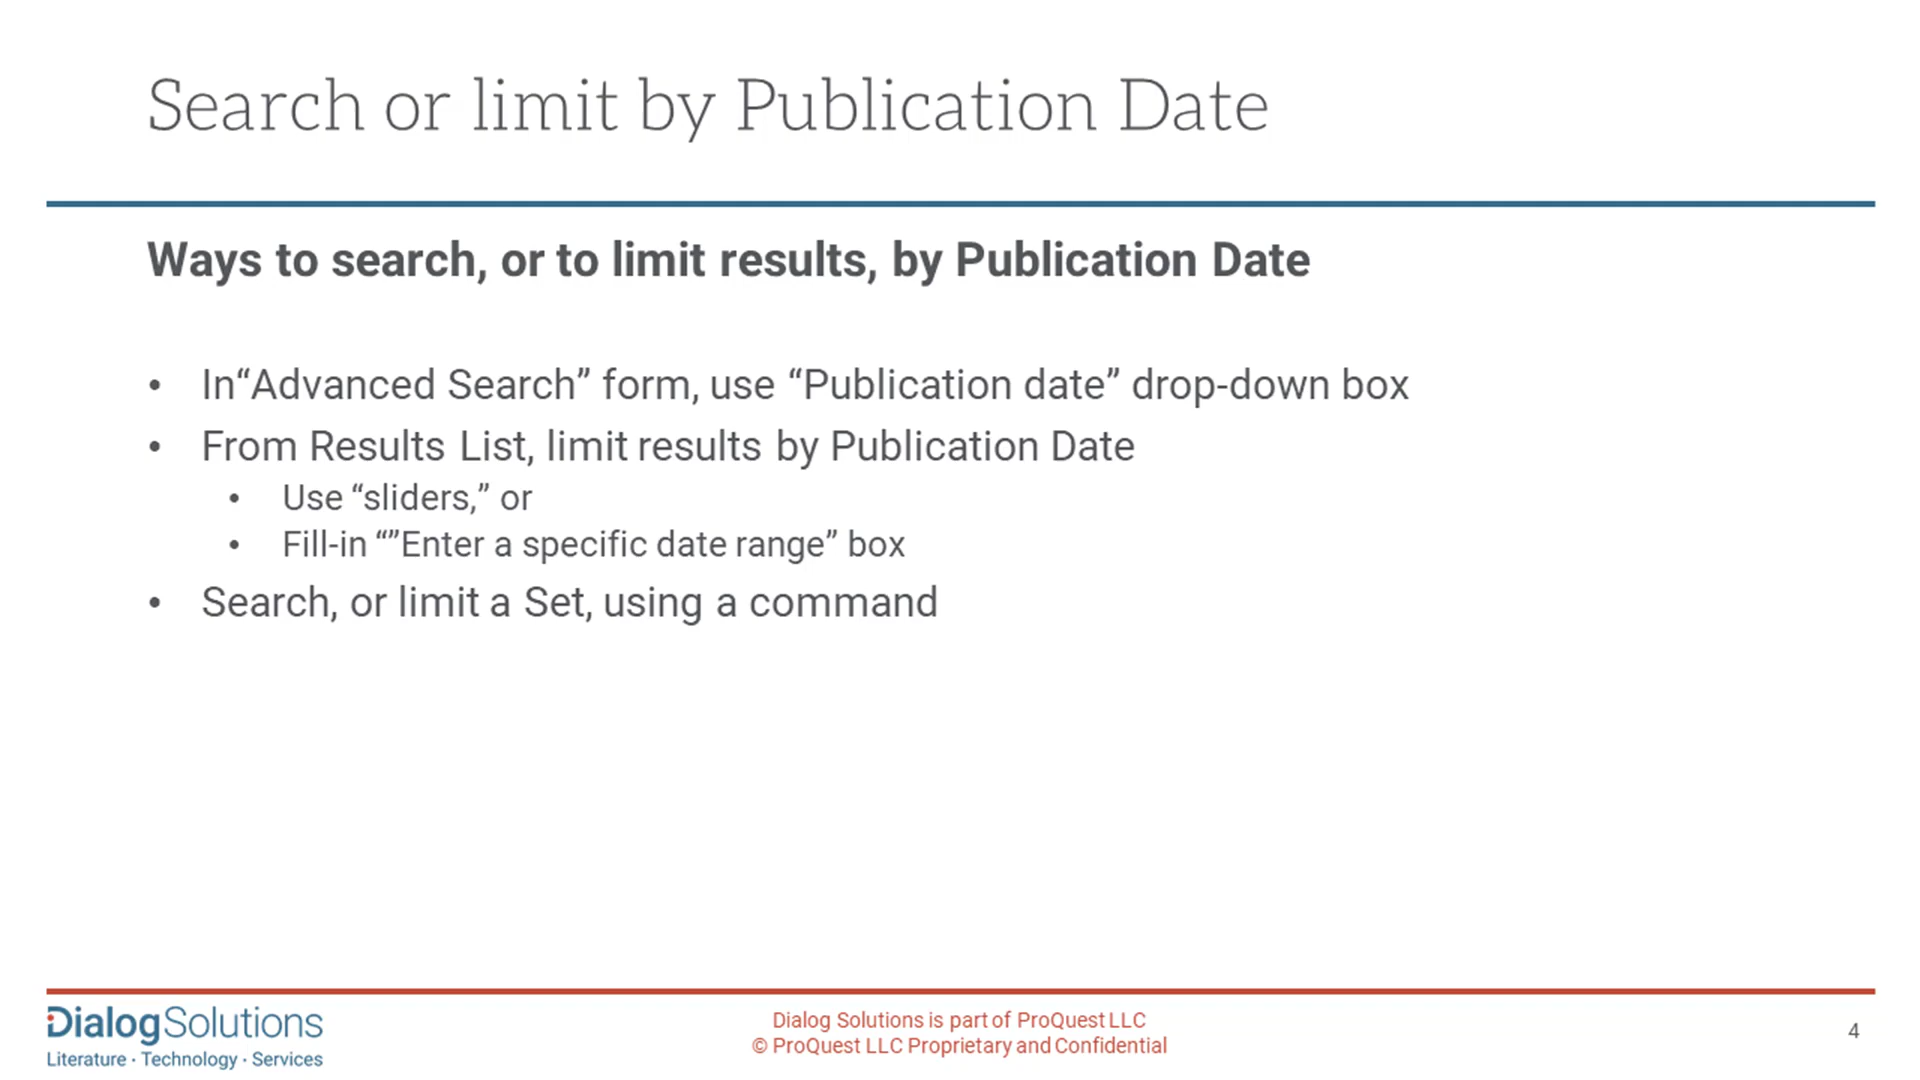 Search or limit by Publication Date
Ways to search, or to limit results, by Publication Date
• In“Advanced Search” form, use “Publication date” drop-down box
• From Results List, limit results by Publication Date
• Use “sliders,” or
• Fill-in “”Enter a specific date range” box
• Search, or limit a Set, using a command
DialogSolutions
Literature · Technology · Services
Dialog Solutions is part of ProQuest LLC
© ProQuest LLC Proprietary and Confidential
4